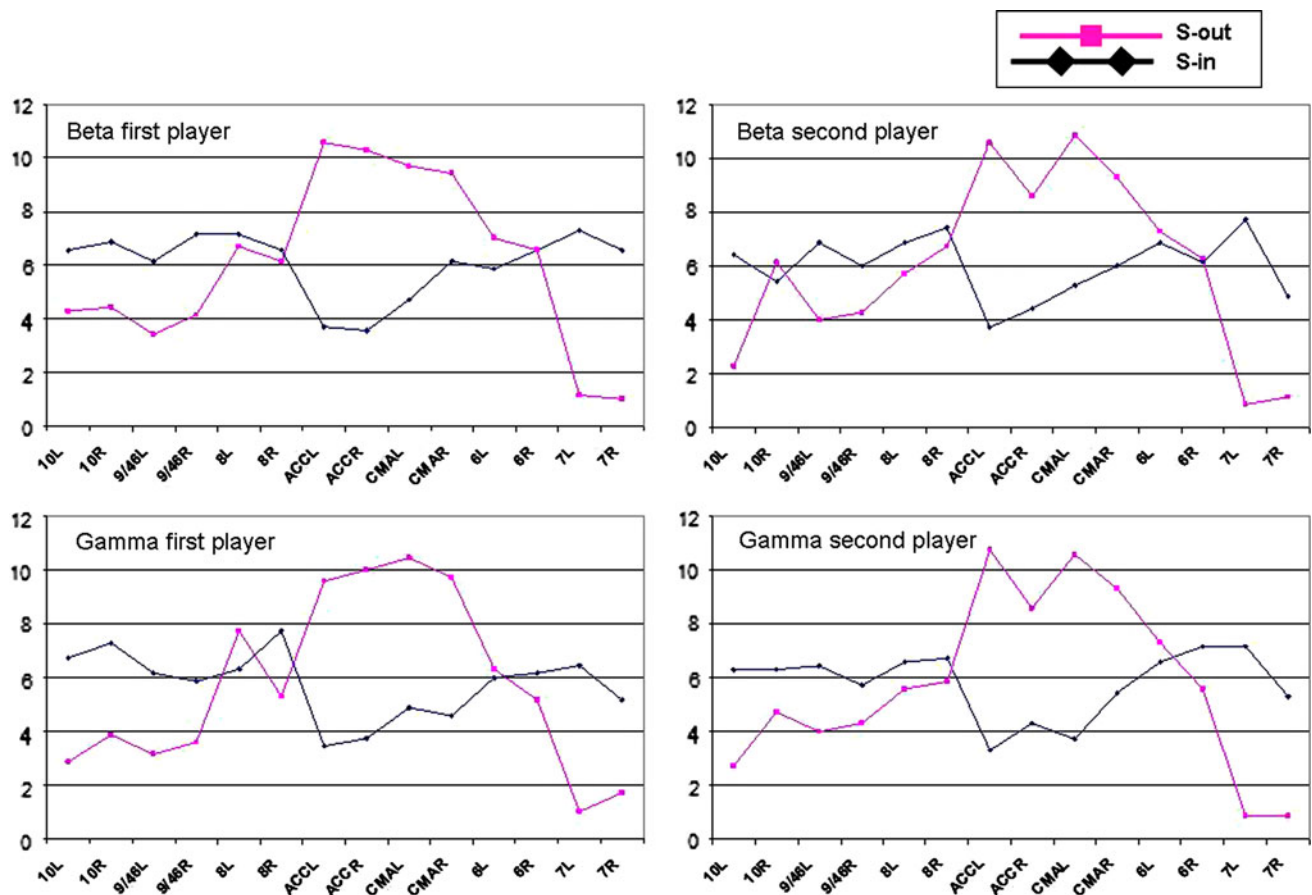 S-out
S-in
Beta first player
12
10
8
6
4
2
0
10L 10R 9/46L 9/46R 8L 8R ACCL ACCR CMAL CMAR 6L 6R 7L 7R
Beta second player
12
10
8
6
4
2
0
10L 10R 9/46L 9/46R 8L 8R ACCL ACCR CMAL CMAR 6L 6R 7L 7R
Gamma first player
12
10
8
6
4
2
0
10L 10R 9/46L 9/46R 8L 8R ACCL ACCR CMAL CMAR 6L 6R 7L 7R
Gamma second player
12
10
8
6
4
2
0
10L 10R 9/46L 9/46R 8L 8R ACCL ACCR CMAL CMAR 6L 6R 7L 7R